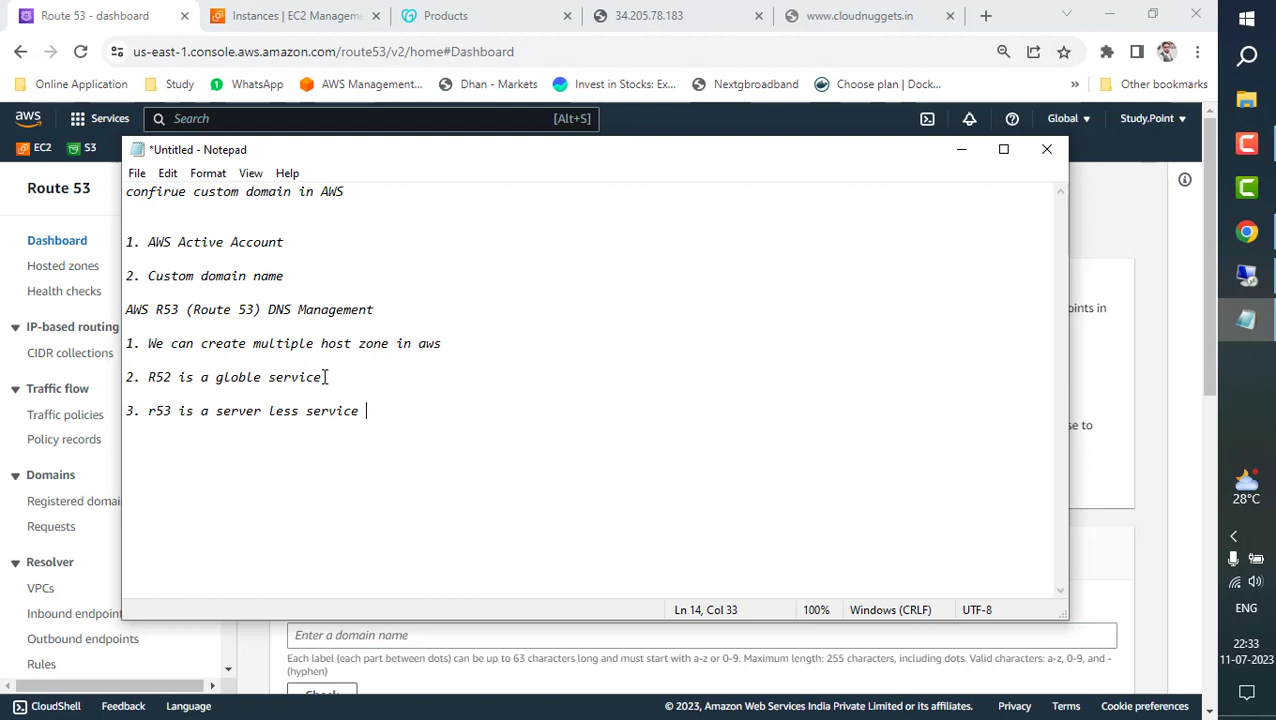 Route 53 - dashboard
Instances | EC2 Managem
Products
34.205.78.183
www.cloudnuggets.in
us-east-1.console.aws.amazon.com/route53/v2/home#Dashboard
Online Application
Study
WhatsApp
AWS Management...
Dhan - Markets
Invest in Stocks: Ex...
Nextgbroadband
Choose plan | Dock...
»
Other bookmarks
aws
Services
Search
[Alt+S]
Global
Study.Point
EC2
S3
*Untitled - Notepad
File Edit Format View Help
confirue custom domain in AWS
1. AWS Active Account
2. Custom domain name
AWS R53 (Route 53) DNS Management
1. We can create multiple host zone in aws
2. R52 is a globle service
3. r53 is a server less service
Ln 14, Col 33
100%
Windows (CRLF)
UTF-8
Route 53
Dashboard
Hosted zones
Health checks
IP-based routing
CIDR collections
Traffic flow
Traffic policies
Policy records
Domains
Registered domai
Requests
Resolver
VPCs
Inbound endpoint
Outbound endpoints
Rules
oints in
se to
Enter a domain name
Each label (each part between dots) can be up to 63 characters long and must start with a-z or 0-9. Maximum length: 255 characters, including dots. Valid characters: a-z, 0-9, and -
(hyphen)
Check
CloudShell
Feedback
Language
© 2023, Amazon Web Services India Private Limited or its affiliates.
Privacy
Terms
Cookie preferences
28°C
ENG
22:33
11-07-2023